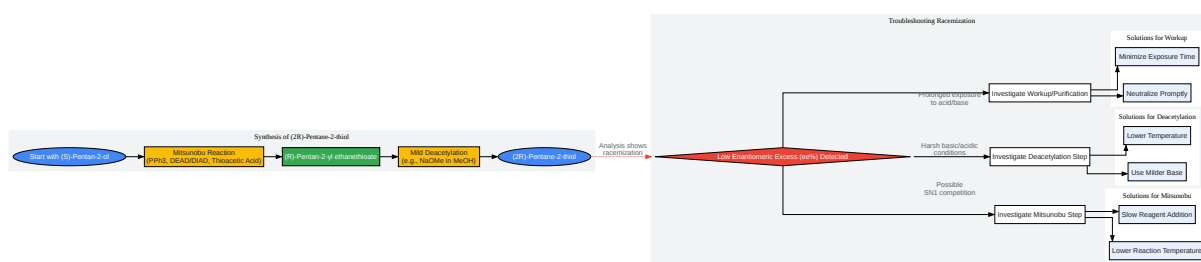 Synthesis of (2R)-Pentane-2-thiol
Start with (S)-Pentan-2-ol
Mitsunobu Reaction
(PPh3, DEAD/DIAD, Thioacetic Acid)
(R)-Pentan-2-yl ethanethioate
Mild Deacetylation
(e.g., NaOMe in MeOH)
(2R)-Pentane-2-thiol
Analysis shows
racemization
Troubleshooting Racemization
Low Enantiomeric Excess (ee%) Detected
Prolonged exposure
to acid/base
Investigate Workup/Purification
Solutions for Workup
Minimize Exposure Time
Neutralize Promptly
Harsh basic/acidic
conditions
Investigate Deacetylation Step
Solutions for Deacetylation
Lower Temperature
Use Milder Base
Possible
SN1 competition
Investigate Mitsunobu Step
Solutions for Mitsunobu
Slow Reagent Addition
Lower Reaction Temperature